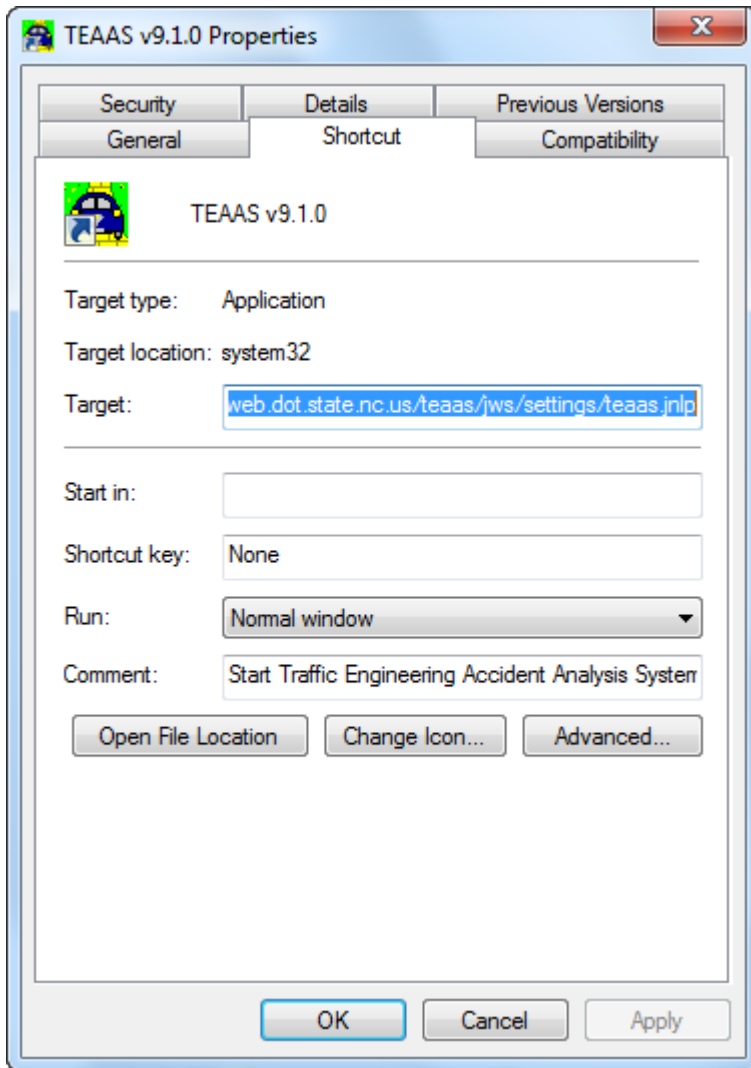 TEAAS v9.1.0 Properties
Security Details Previous Versions
General Shortcut Compatibility
TEAAS v9.1.0
Target type: Application
Target location: system32
Target: web.dot.state.nc.us/teaas/jws/settings/teaas.jnlp
Start in:
Shortcut key: None
Run: Normal window
Comment: Start Traffic Engineering Accident Analysis System
Open File Location Change Icon... Advanced...
OK Cancel Apply